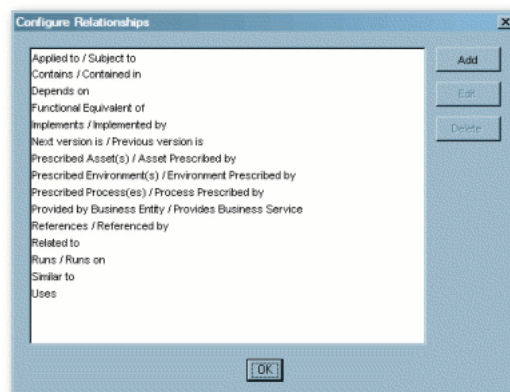 Configure Relationships
Applied to / Subject to
Contains / Contained in
Depends on
Functional Equivalent of
Implements / Implemented by
Next version is / Previous version is
Prescribed Asset(s) / Asset Prescribed by
Prescribed Environment(s) / Environment Prescribed by
Prescribed Process(es) / Process Prescribed by
Provided by Business Entity / Provides Business Service
References / Referenced by
Related to
Runs / Runs on
Similar to
Uses
Add
Edit
Delete
OK